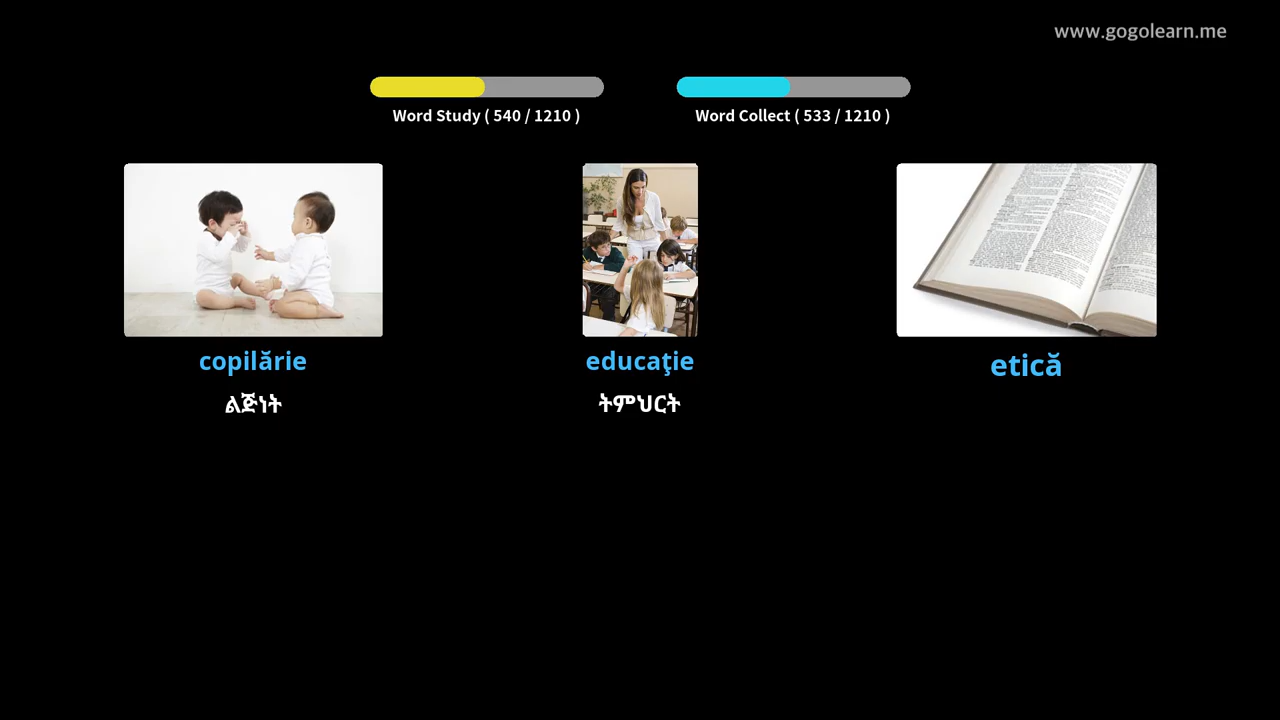 www.gogolearn.me
Word Study ( 540 / 1210 )
Word Collect ( 533 / 1210 )
copilărie
educaţie
etică
ልጅነት
ትምህርት